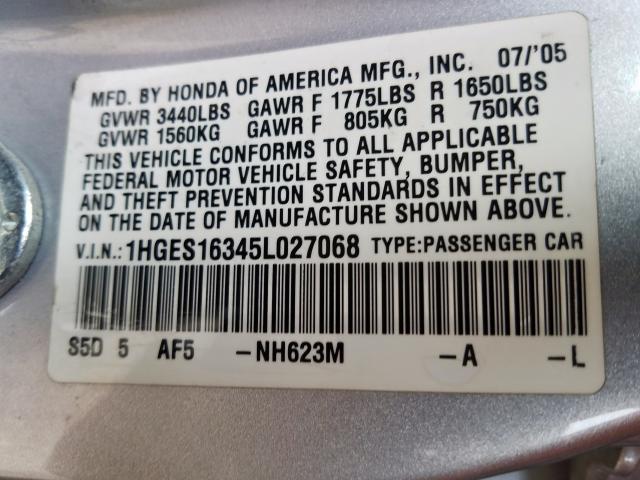 MFD. BY HONDA OF AMERICA MFG., INC. 07/'05
GVWR 3440LBS GAWR F 1775LBS R 1650LBS
GVWR 1560KG GAWR F 805KG R 750KG
THIS VEHICLE CONFORMS TO ALL APPLICABLE
FEDERAL MOTOR VEHICLE SAFETY, BUMPER,
AND THEFT PREVENTION STANDARDS IN EFFECT
ON THE DATE OF MANUFACTURE SHOWN ABOVE.
V.I.N.: 1HGES16345L027068 TYPE:PASSENGER CAR
S5D 5 AF5 -NH623M -A -L